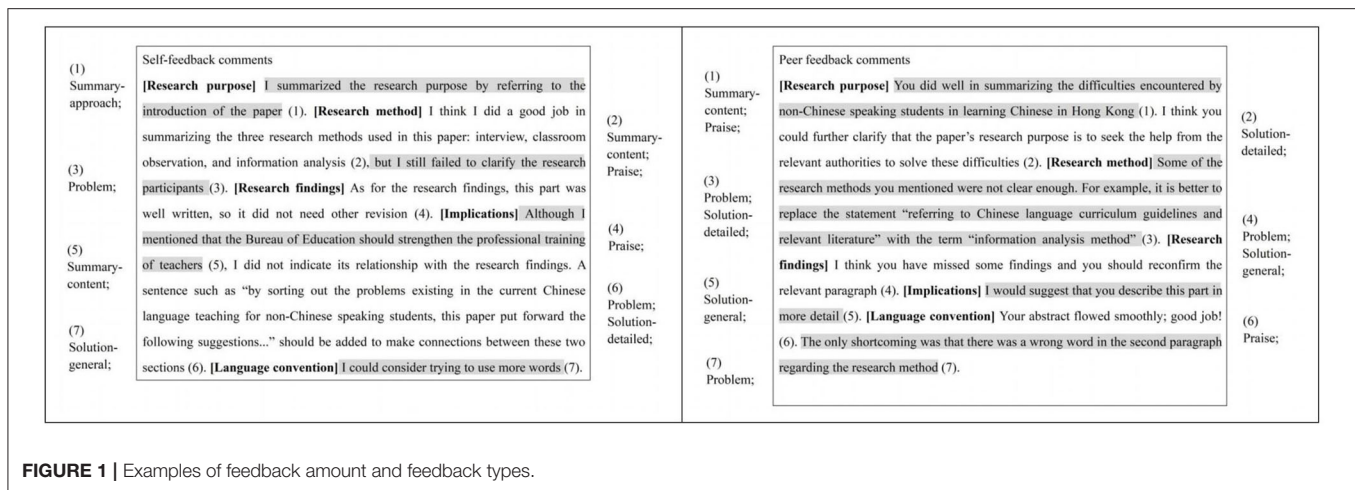 (1)
Summary-
approach;
(3)
Problem;
(5)
Summary-
content;
(7)
Solution-
general;
Self-feedback comments
[Research purpose] I summarized the research purpose by referring to the
introduction of the paper (1). [Research method] I think I did a good job in
summarizing the three research methods used in this paper: interview, classroom
observation, and information analysis (2), but I still failed to clarify the research
participants (3). [Research findings] As for the research findings, this part was
well written, so it did not need other revision (4). [Implications] Although I
mentioned that the Bureau of Education should strengthen the professional training
of teachers (5), I did not indicate its relationship with the research findings. A
sentence such as “by sorting out the problems existing in the current Chinese
language teaching for non-Chinese speaking students, this paper put forward the
following suggestions...” should be added to make connections between these two
sections (6). [Language convention] I could consider trying to use more words (7).
(2)
Summary-
content;
Praise;
(4)
Praise;
(6)
Problem;
Solution-
detailed;
(1)
Summary-
content;
Praise;
(3)
Problem;
Solution-
detailed;
(5)
Solution-
general;
(7)
Problem;
Peer feedback comments
[Research purpose] You did well in summarizing the difficulties encountered by
non-Chinese speaking students in learning Chinese in Hong Kong (1). I think you
could further clarify that the paper’s research purpose is to seek the help from the
relevant authorities to solve these difficulties (2). [Research method] Some of the
research methods you mentioned were not clear enough. For example, it is better to
replace the statement “referring to Chinese language curriculum guidelines and
relevant literature” with the term “information analysis method” (3). [Research
findings] I think you have missed some findings and you should reconfirm the
relevant paragraph (4). [Implications] I would suggest that you describe this part in
more detail (5). [Language convention] Your abstract flowed smoothly; good job!
(6). The only shortcoming was that there was a wrong word in the second paragraph
regarding the research method (7).
(2)
Solution-
detailed;
(4)
Problem;
Solution-
general;
(6)
Praise;
FIGURE 1 | Examples of feedback amount and feedback types.